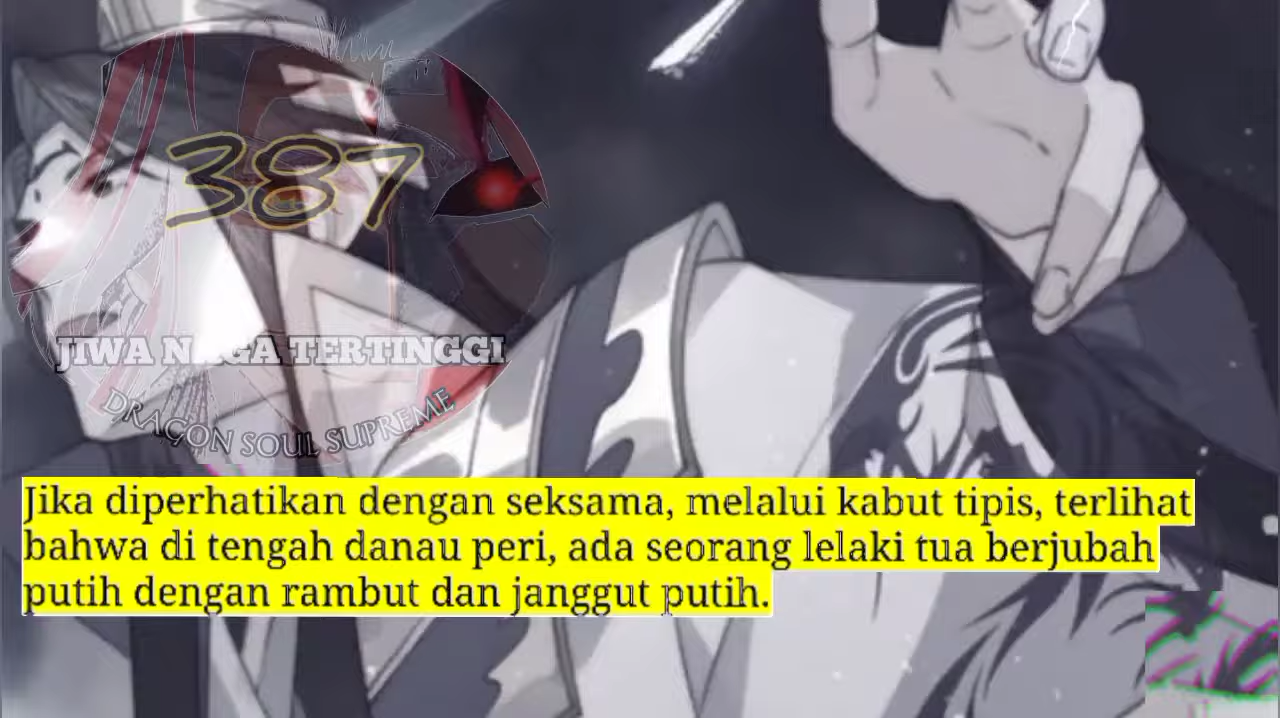 387
JIWA NAGA TERTINGGI
DRAGON SOUL SUPREME
Jika diperhatikan dengan seksama, melalui kabut tipis, terlihat
bahwa di tengah danau peri, ada seorang lelaki tua berjubah
putih dengan rambut dan janggut putih.